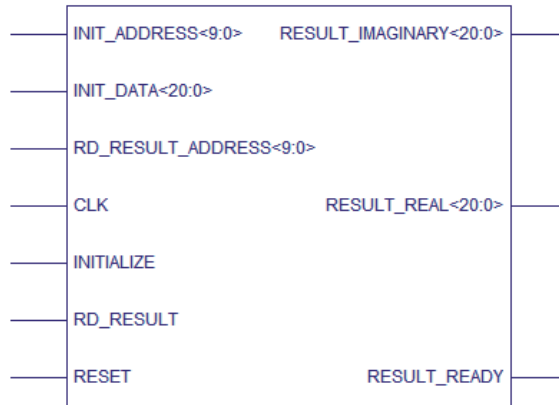 INIT_ADDRESS<9:0> RESULT_IMAGINARY<20:0>
INIT_DATA<20:0>
RD_RESULT_ADDRESS<9:0>
CLK RESULT_REAL<20:0>
INITIALIZE
RD_RESULT
RESET RESULT_READY